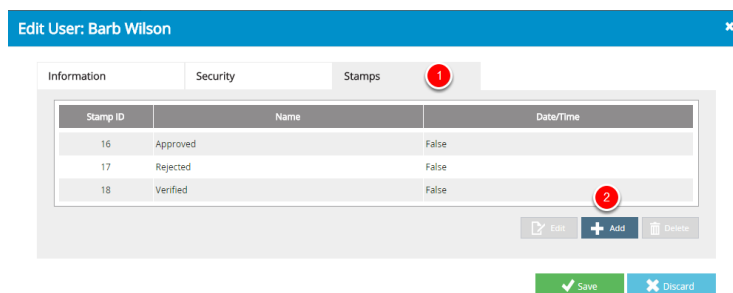 Edit User: Barb Wilson
Information Security Stamps 1
Stamp ID Name Date/Time
16 Approved False
17 Rejected False
18 Verified False
2
Edit Add Delete
Save Discard